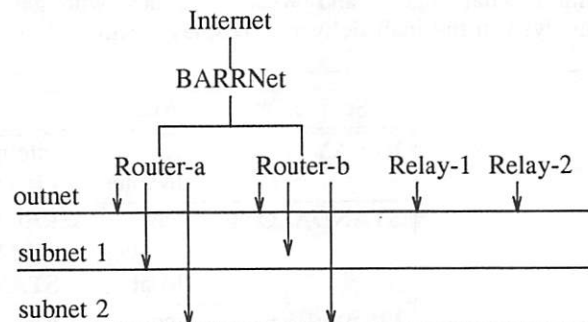 Internet
BARRNet
Router-a Router-b Relay-1 Relay-2
outnet
subnet 1
subnet 2